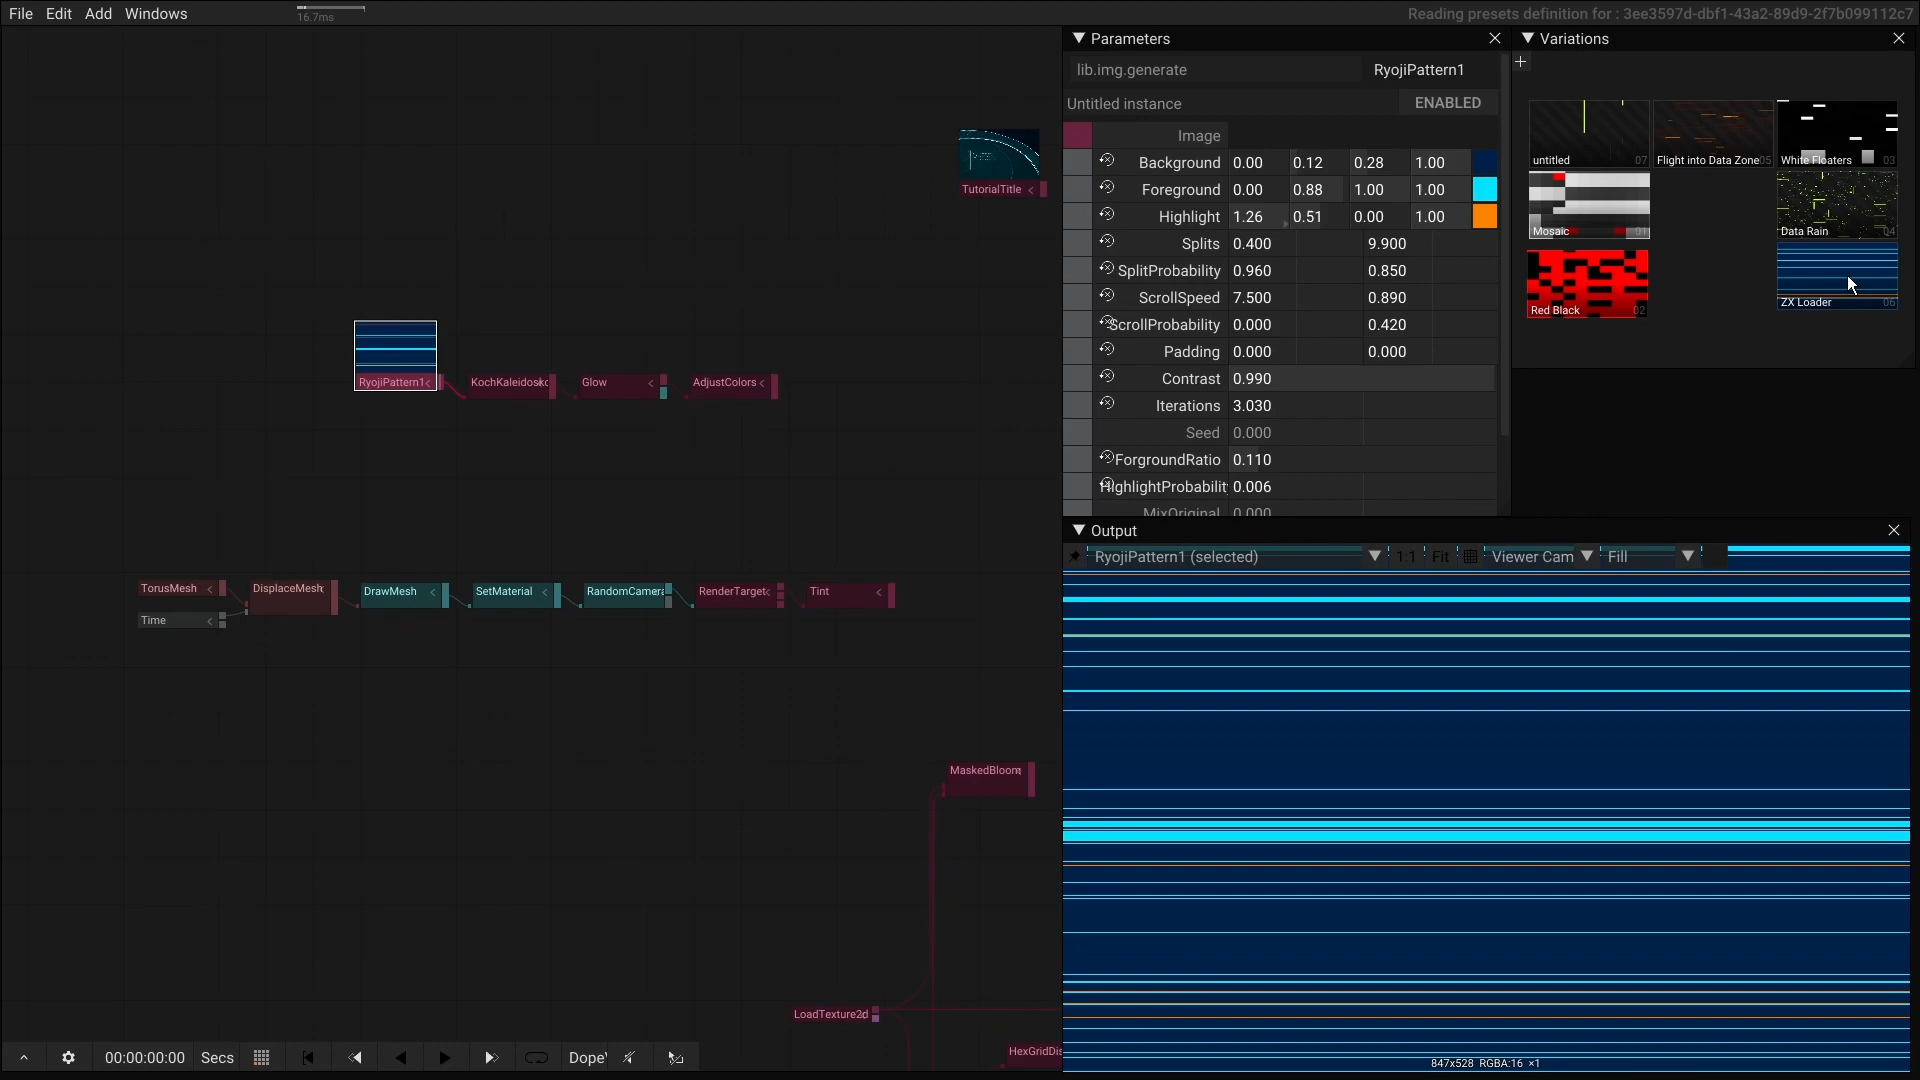 File Edit Add Windows
16.7ms
Reading presets definition for : 3ee3597d-dbf1-43a2-89d9-2f7b099112c7
Parameters
lib.img.generate RyojiPattern1
Untitled instance ENABLED
Image
Background 0.00 0.12 0.28 1.00
Foreground 0.00 0.88 1.00 1.00
Highlight 1.26 0.51 0.00 1.00
Splits 0.400 9.900
SplitProbability 0.960 0.850
ScrollSpeed 7.500 0.890
ScrollProbability 0.000 0.420
Padding 0.000 0.000
Contrast 0.990
Iterations 3.030
Seed 0.000
ForgroundRatio 0.110
HighlightProbabilit 0.006
MixOriginal 0.000
Variations
+
untitled 07
Flight into Data Zone 05
White Floaters 03
Mosaic 01
Data Rain 04
Red Black 02
ZX Loader 06
TutorialTitle <
RyojiPattern1 <
KochKaleidosko
Glow <
AdjustColors <
TorusMesh <
DisplaceMesh
DrawMesh <
SetMaterial <
RandomCamera
RenderTarget <
Tint <
Time <
MaskedBloom
LoadTexture2d
HexGridDis
Output
RyojiPattern1 (selected) 1:1 Fit Viewer Cam Fill
847x528 RGBA:16 ×1
00:00:00:00 Secs Dope